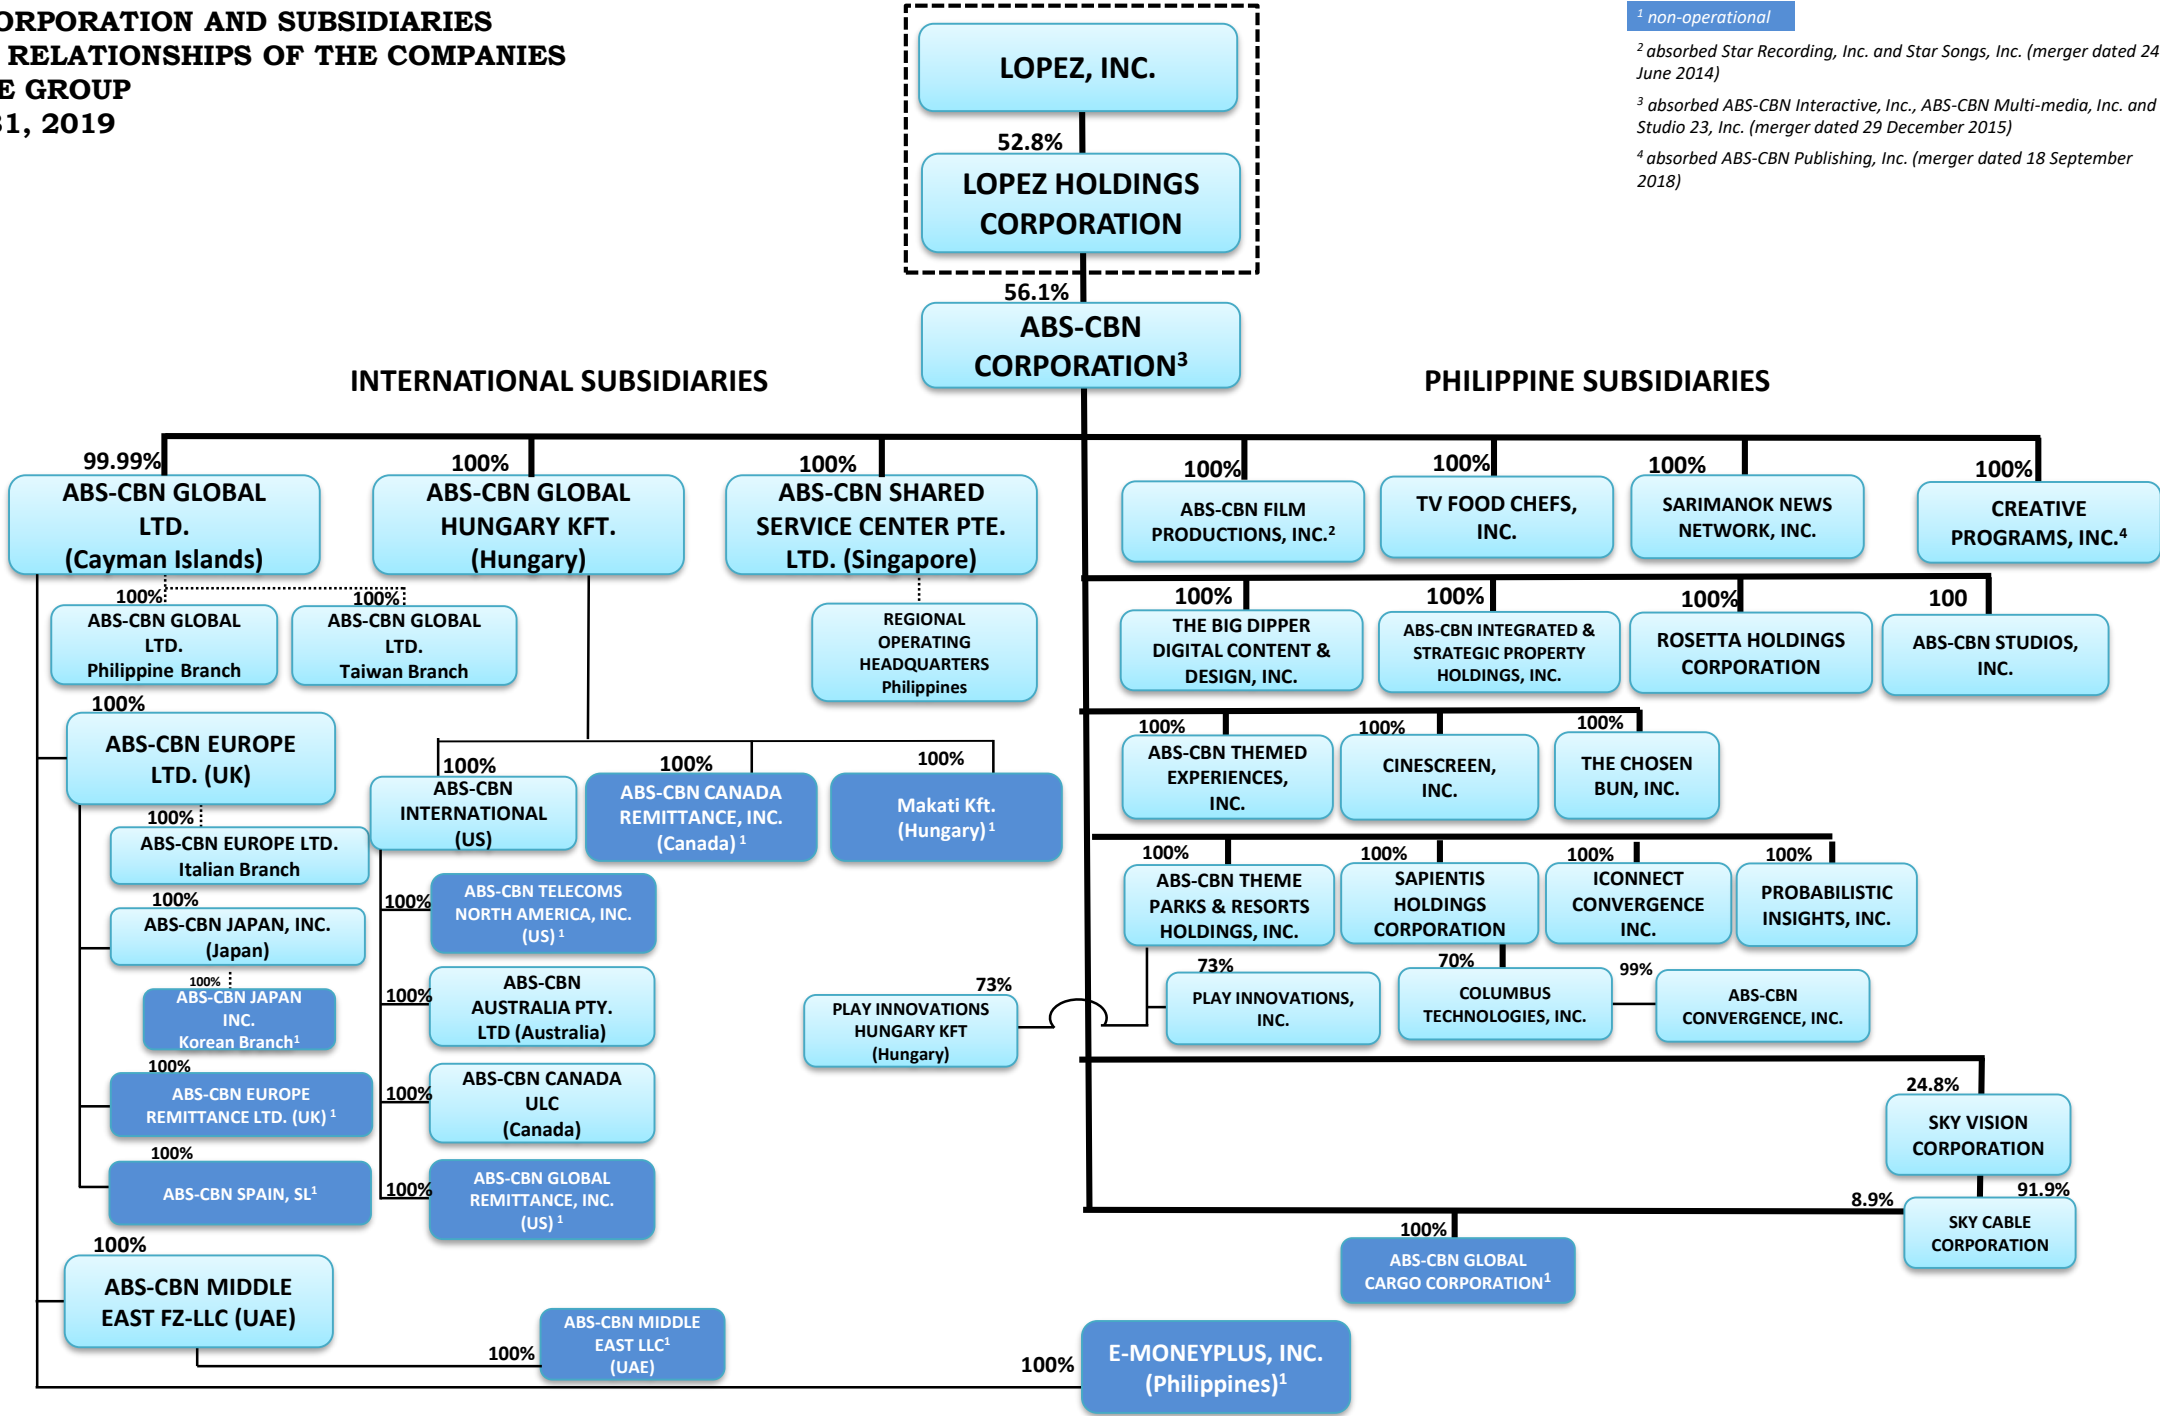 ORPORATION AND SUBSIDIARIES
RELATIONSHIPS OF THE COMPANIES
E GROUP
31, 2019
¹ non-operational
² absorbed Star Recording, Inc. and Star Songs, Inc. (merger dated 24
June 2014)
³ absorbed ABS-CBN Interactive, Inc., ABS-CBN Multi-media, Inc. and
Studio 23, Inc. (merger dated 29 December 2015)
⁴ absorbed ABS-CBN Publishing, Inc. (merger dated 18 September
2018)
LOPEZ, INC.
52.8%
LOPEZ HOLDINGS
CORPORATION
56.1%
ABS-CBN
CORPORATION³
INTERNATIONAL SUBSIDIARIES
99.99%
ABS-CBN GLOBAL
LTD.
(Cayman Islands)
100%
ABS-CBN GLOBAL
HUNGARY KFT.
(Hungary)
100%
ABS-CBN SHARED
SERVICE CENTER PTE.
LTD. (Singapore)
100%
ABS-CBN GLOBAL
LTD.
Philippine Branch
100%
ABS-CBN GLOBAL
LTD.
Taiwan Branch
REGIONAL
OPERATING
HEADQUARTERS
Philippines
100%
ABS-CBN EUROPE
LTD. (UK)
100%
ABS-CBN EUROPE LTD.
Italian Branch
100%
ABS-CBN JAPAN, INC.
(Japan)
100%
ABS-CBN JAPAN
INC.
Korean Branch¹
100%
ABS-CBN EUROPE
REMITTANCE LTD. (UK) ¹
100%
ABS-CBN SPAIN, SL¹
100%
ABS-CBN MIDDLE
EAST FZ-LLC (UAE)
100%
ABS-CBN MIDDLE
EAST LLC¹
(UAE)
100%
E-MONEYPLUS, INC.
(Philippines)¹
100%
ABS-CBN
INTERNATIONAL
(US)
100%
ABS-CBN CANADA
REMITTANCE, INC.
(Canada) ¹
100%
Makati Kft.
(Hungary) ¹
100%
ABS-CBN TELECOMS
NORTH AMERICA, INC.
(US) ¹
100%
ABS-CBN
AUSTRALIA PTY.
LTD (Australia)
100%
ABS-CBN CANADA
ULC
(Canada)
100%
ABS-CBN GLOBAL
REMITTANCE, INC.
(US) ¹
PHILIPPINE SUBSIDIARIES
100%
ABS-CBN FILM
PRODUCTIONS, INC.²
100%
TV FOOD CHEFS,
INC.
100%
SARIMANOK NEWS
NETWORK, INC.
100%
CREATIVE
PROGRAMS, INC.⁴
100%
THE BIG DIPPER
DIGITAL CONTENT &
DESIGN, INC.
100%
ABS-CBN INTEGRATED &
STRATEGIC PROPERTY
HOLDINGS, INC.
100%
ROSETTA HOLDINGS
CORPORATION
100
ABS-CBN STUDIOS,
INC.
100%
ABS-CBN THEMED
EXPERIENCES,
INC.
100%
CINESCREEN,
INC.
100%
THE CHOSEN
BUN, INC.
100%
ABS-CBN THEME
PARKS & RESORTS
HOLDINGS, INC.
100%
SAPIENTIS
HOLDINGS
CORPORATION
100%
ICONNECT
CONVERGENCE
INC.
100%
PROBABILISTIC
INSIGHTS, INC.
73%
PLAY INNOVATIONS
HUNGARY KFT
(Hungary)
73%
PLAY INNOVATIONS,
INC.
70%
COLUMBUS
TECHNOLOGIES, INC.
99%
ABS-CBN
CONVERGENCE, INC.
24.8%
SKY VISION
CORPORATION
91.9%
8.9%
SKY CABLE
CORPORATION
100%
ABS-CBN GLOBAL
CARGO CORPORATION¹